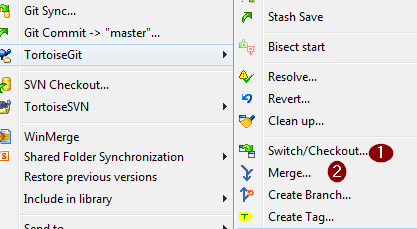 Git Sync...
Git Commit -> "master"...
TortoiseGit
SVN Checkout...
TortoiseSVN
WinMerge
Shared Folder Synchronization
Restore previous versions
Include in library
Send to
Stash Save
Bisect start
Resolve...
Revert...
Clean up...
Switch/Checkout... 1
Merge... 2
Create Branch...
Create Tag...